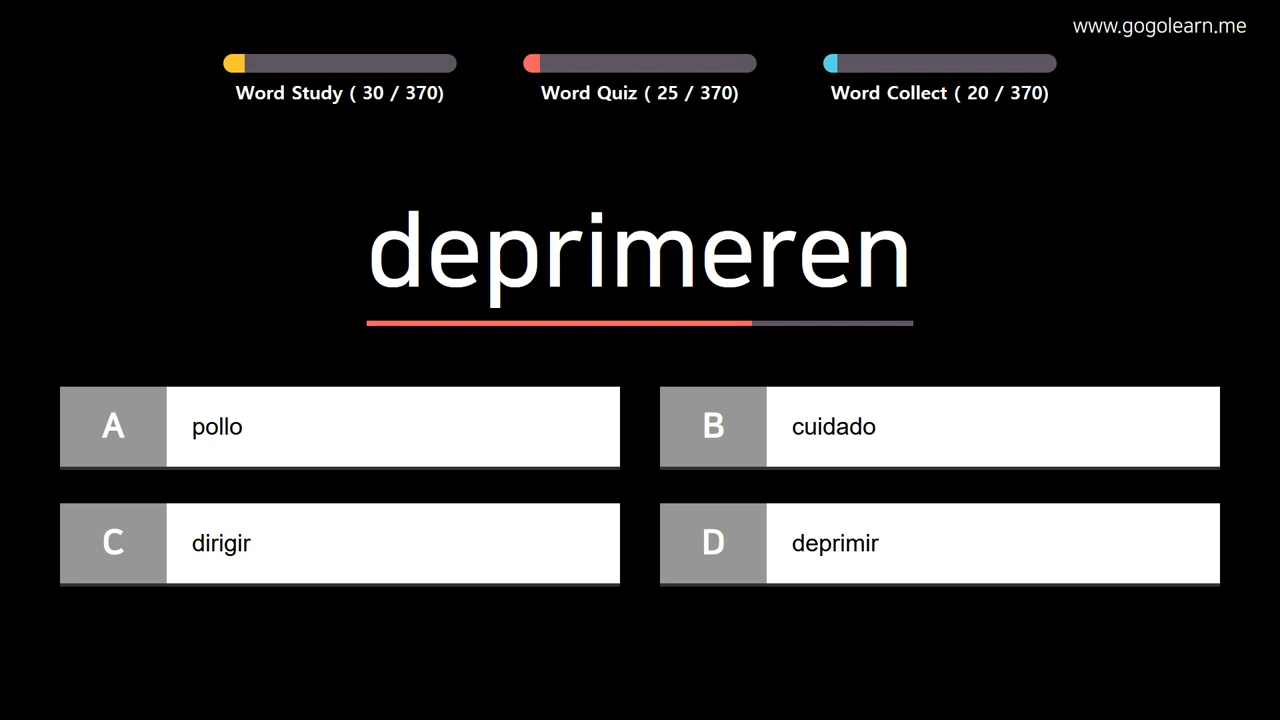 www.gogolearn.me
Word Study ( 30 / 370)
Word Quiz ( 25 / 370)
Word Collect ( 20 / 370)
deprimeren
A pollo
B cuidado
C dirigir
D deprimir